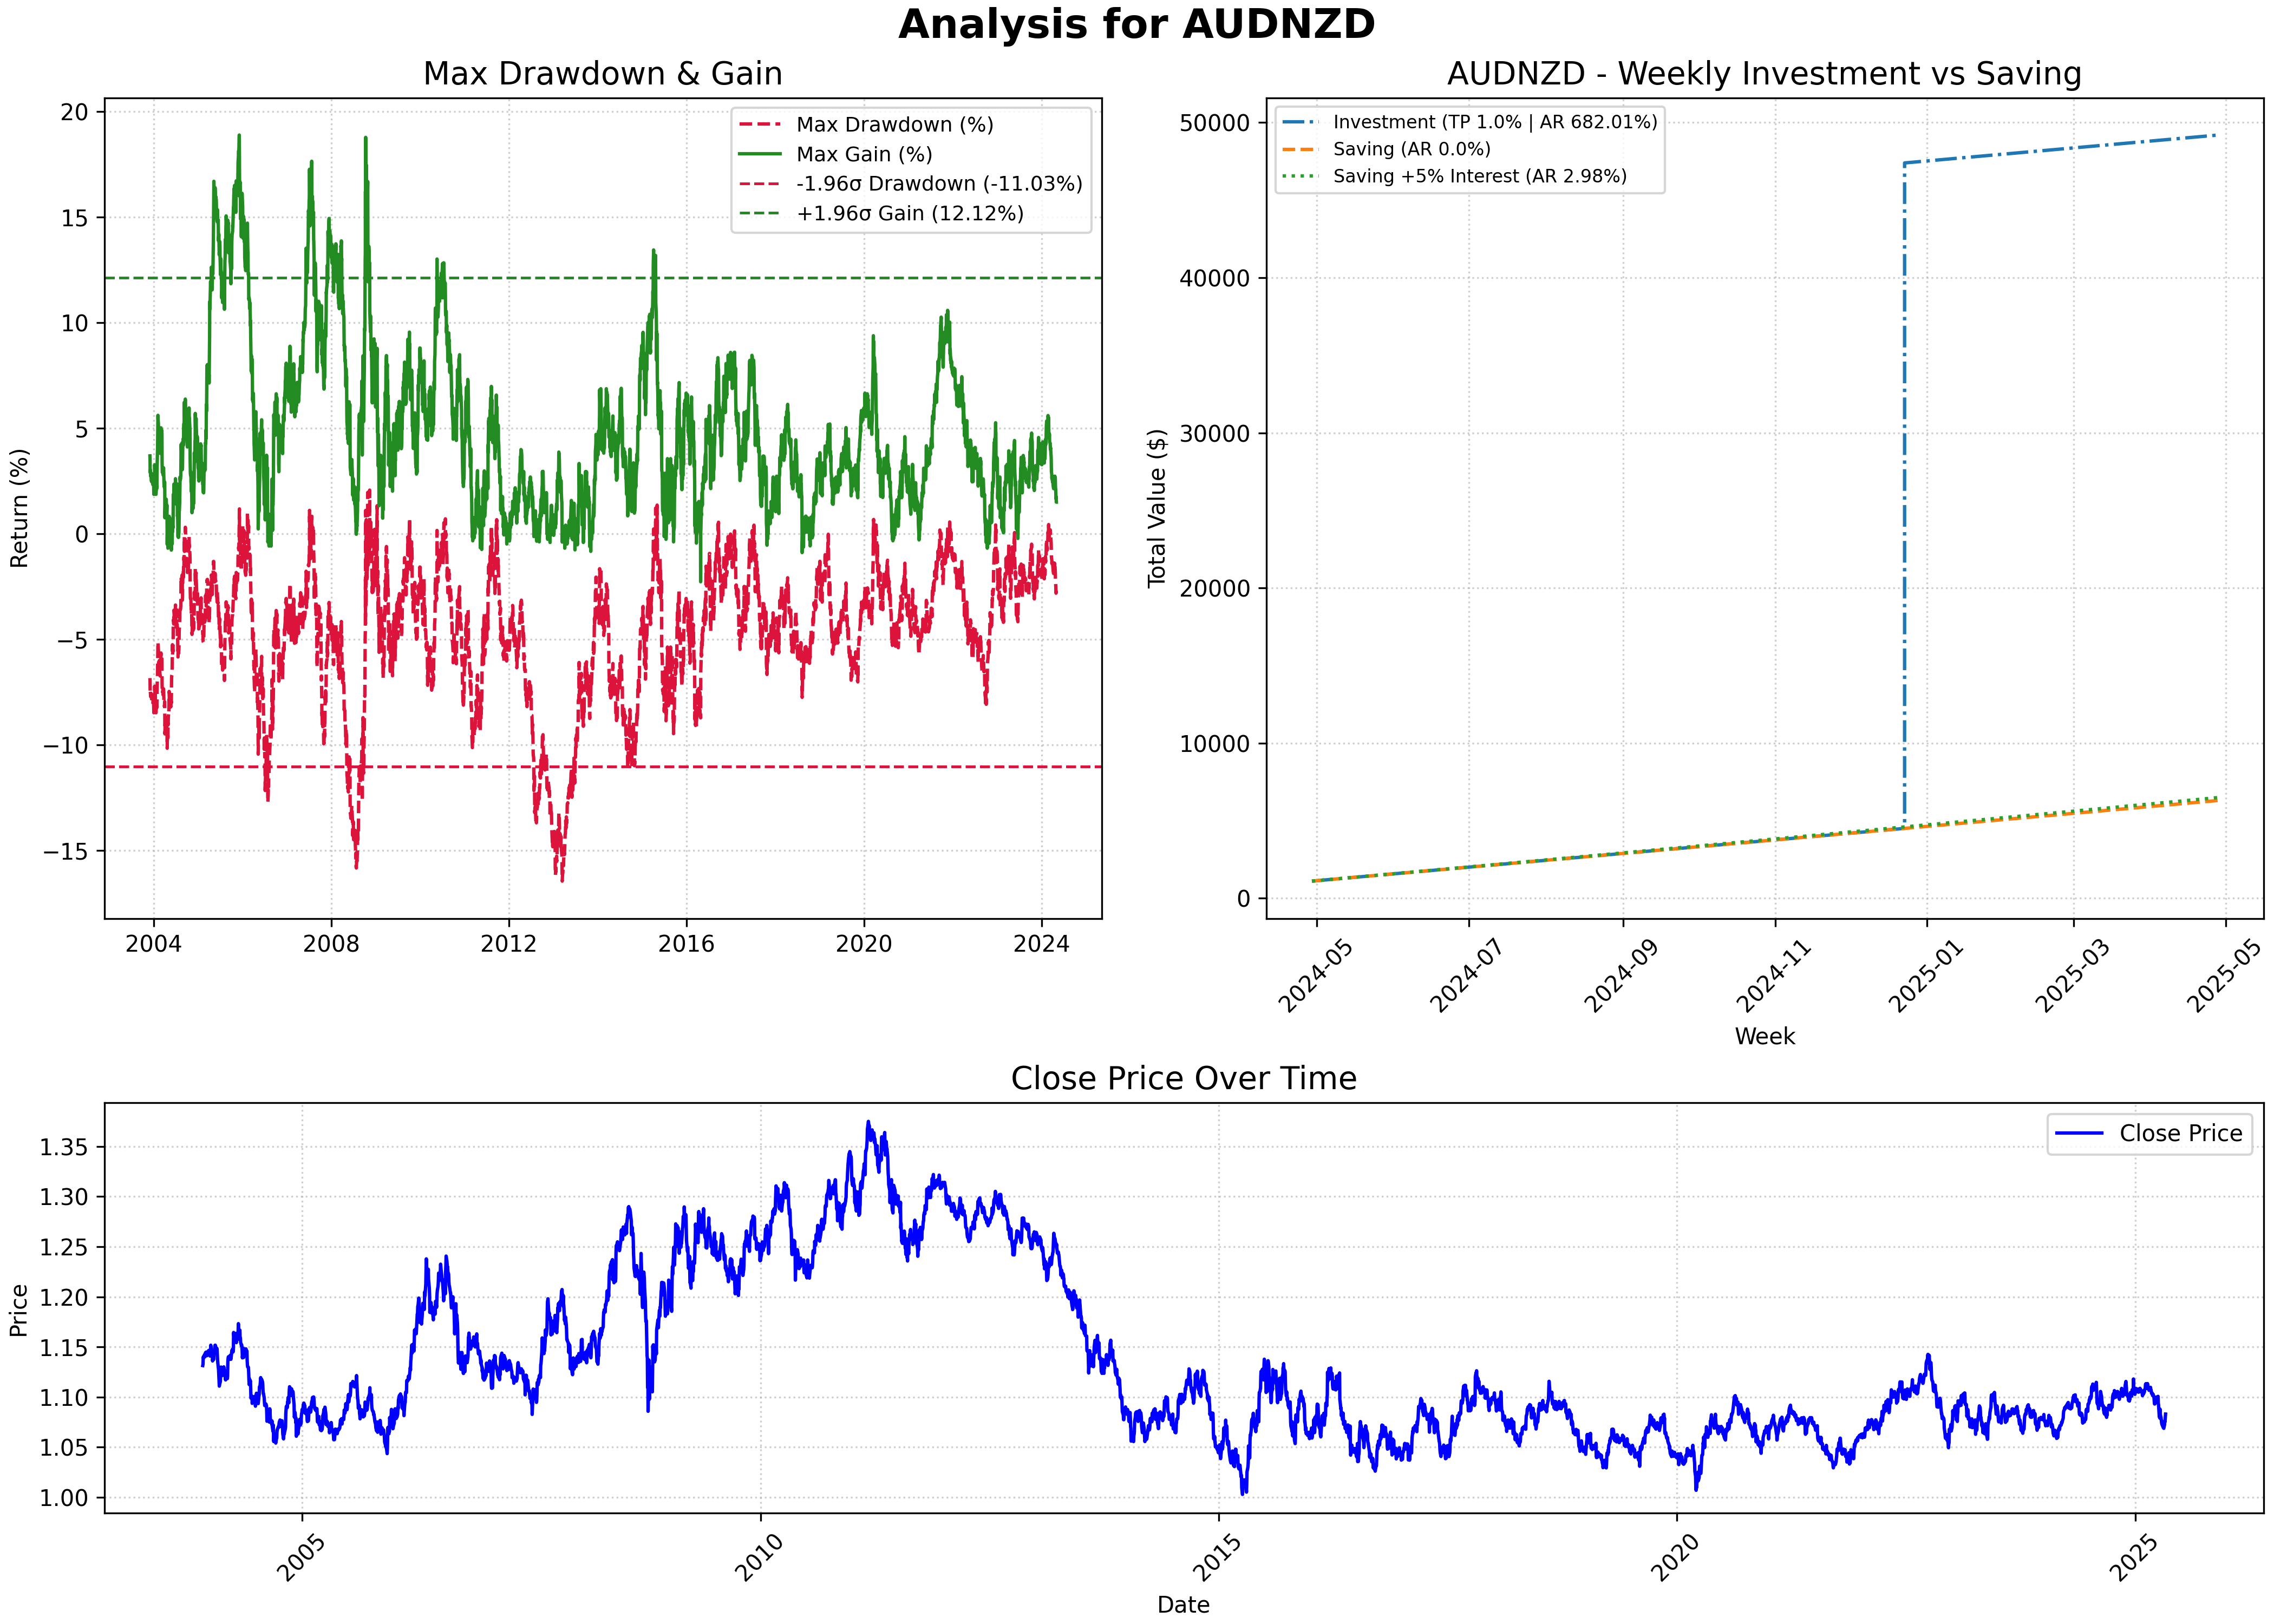 Analysis for AUDNZD
Max Drawdown & Gain
Return (%)
20
15
10
5
0
−5
−10
−15
2004
2008
2012
2016
2020
2024
Max Drawdown (%)
Max Gain (%)
-1.96σ Drawdown (-11.03%)
+1.96σ Gain (12.12%)
AUDNZD - Weekly Investment vs Saving
Total Value ($)
50000
40000
30000
20000
10000
0
2024-05
2024-07
2024-09
2024-11
2025-01
2025-03
2025-05
Week
Investment (TP 1.0% | AR 682.01%)
Saving (AR 0.0%)
Saving +5% Interest (AR 2.98%)
Close Price Over Time
Price
1.35
1.30
1.25
1.20
1.15
1.10
1.05
1.00
2005
2010
2015
2020
2025
Date
Close Price